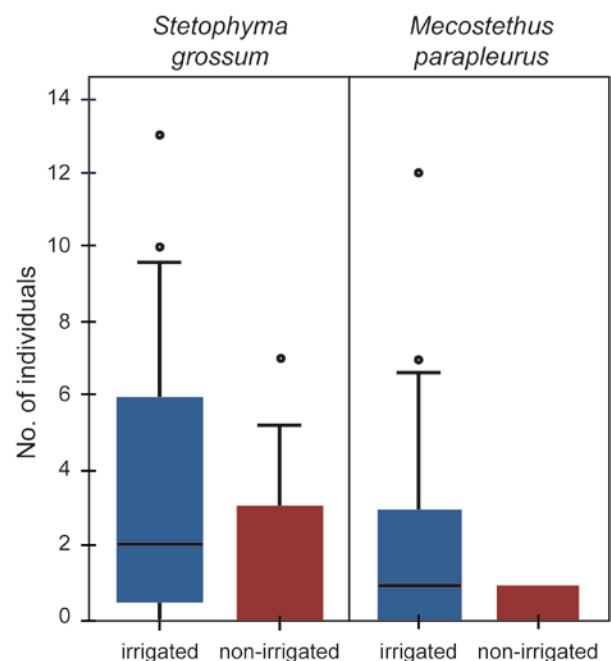 Stetophyma
grossum
Mecostethus
parapleurus
No. of individuals
14
12
10
8
6
4
2
0
irrigated
non-irrigated
irrigated
non-irrigated